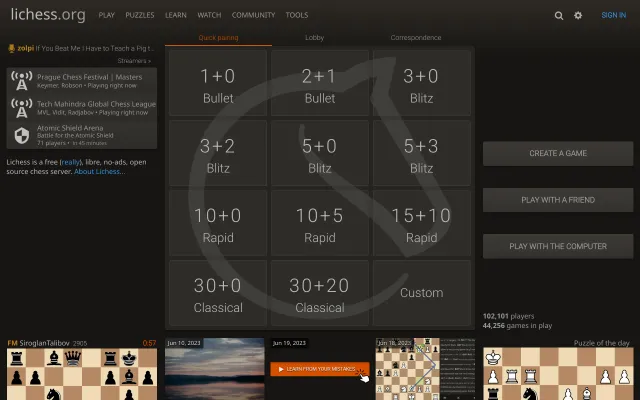 lichess.org
PLAY PUZZLES LEARN WATCH COMMUNITY TOOLS
SIGN IN
zolpi If You Beat Me I Have to Teach a Pig t...
Streamers »
Prague Chess Festival | Masters
Keymer, Robson • Playing right now
Tech Mahindra Global Chess League
MVL, Vidit, Radjabov • Playing right now
Atomic Shield Arena
Battle for the Atomic Shield
71 players • in 45 minutes
Lichess is a free (really), libre, no-ads, open
source chess server. About Lichess...
Quick pairing
Lobby
Correspondence
1+0
Bullet
2+1
Bullet
3+0
Blitz
3+2
Blitz
5+0
Blitz
5+3
Blitz
10+0
Rapid
10+5
Rapid
15+10
Rapid
30+0
Classical
30+20
Classical
Custom
CREATE A GAME
PLAY WITH A FRIEND
PLAY WITH THE COMPUTER
102,101 players
44,256 games in play
FM SiroglanTalibov 2905 0:57
Jun 10, 2023
Jun 19, 2023
LEARN FROM YOUR MISTAKES
Puzzle of the day